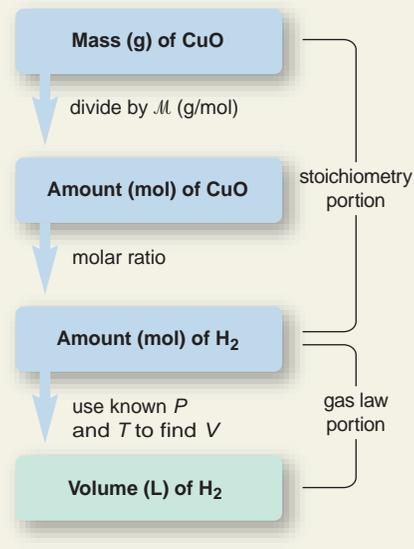 Mass (g) of CuO
divide by ℳ (g/mol)
Amount (mol) of CuO
stoichiometry
portion
molar ratio
Amount (mol) of H₂
use known P
and T to find V
gas law
portion
Volume (L) of H₂